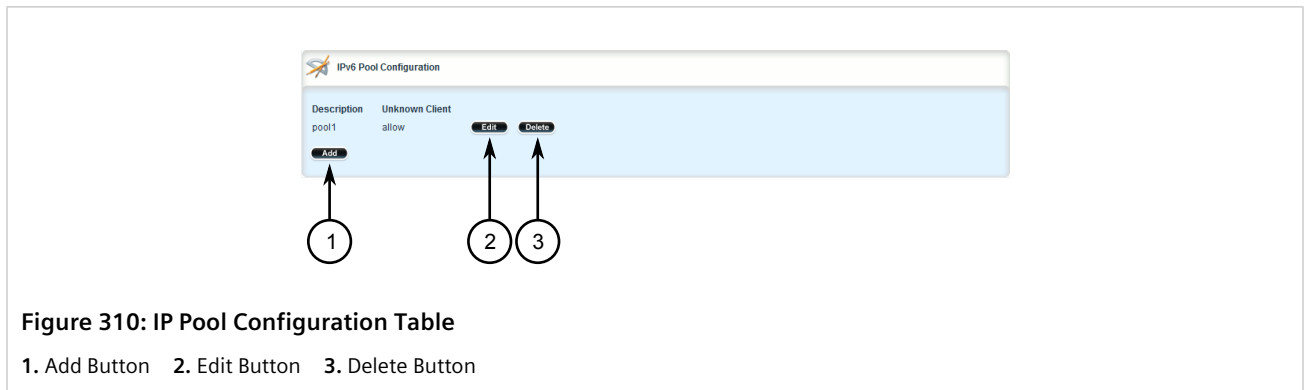 IPv6 Pool Configuration
Description Unknown Client
pool1 allow Edit Delete
Add
1 2 3
Figure 310: IP Pool Configuration Table
1. Add Button 2. Edit Button 3. Delete Button